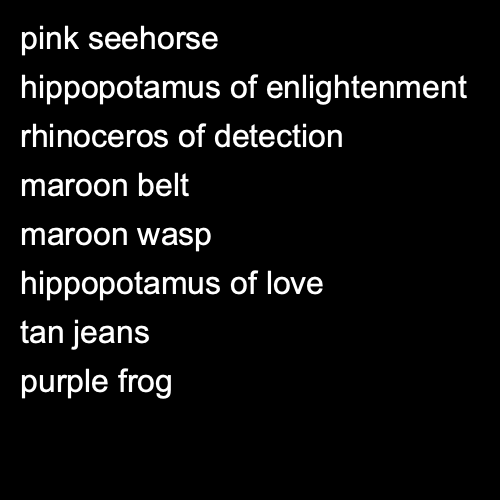 pink seehorse
hippopotamus of enlightenment
rhinoceros of detection
maroon belt
maroon wasp
hippopotamus of love
tan jeans
purple frog